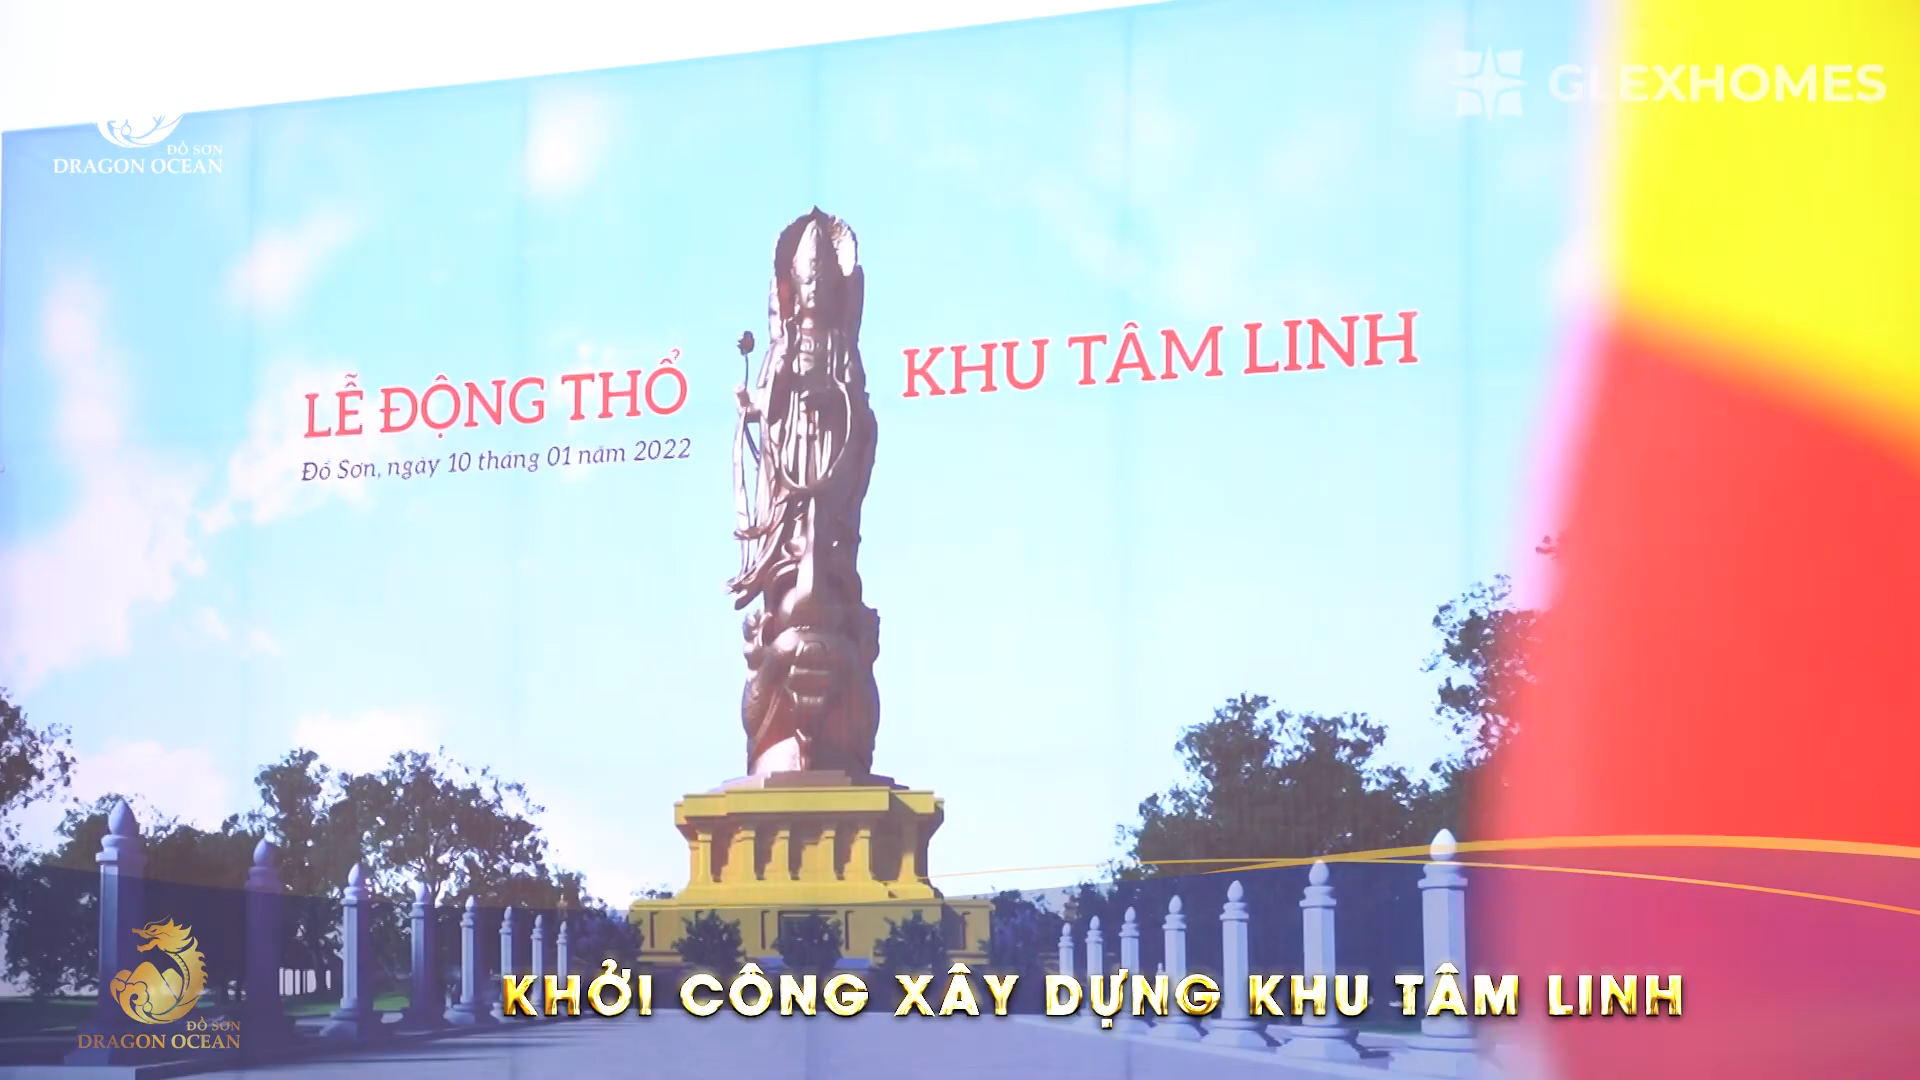 GLEXHOMES
ĐỒ SƠN
DRAGON OCEAN
LỄ ĐỘNG THỔ
KHU TÂM LINH
Đồ Sơn, ngày 10 tháng 01 năm 2022
KHỞI CÔNG XÂY DỰNG KHU TÂM LINH
ĐỒ SƠN
DRAGON OCEAN